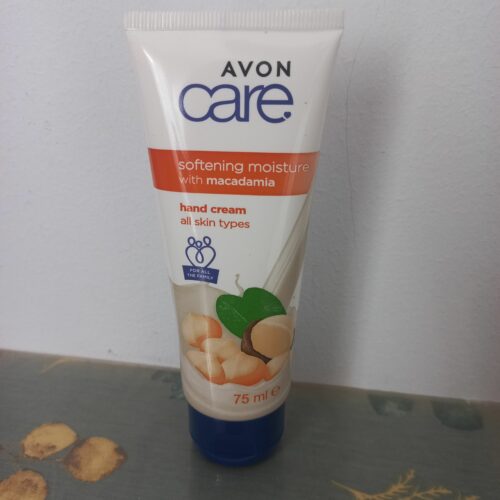 AVON
care.
softening moisture
with macadamia
hand cream
all skin types
FOR ALL
THE FAMILY
75 ml ℮